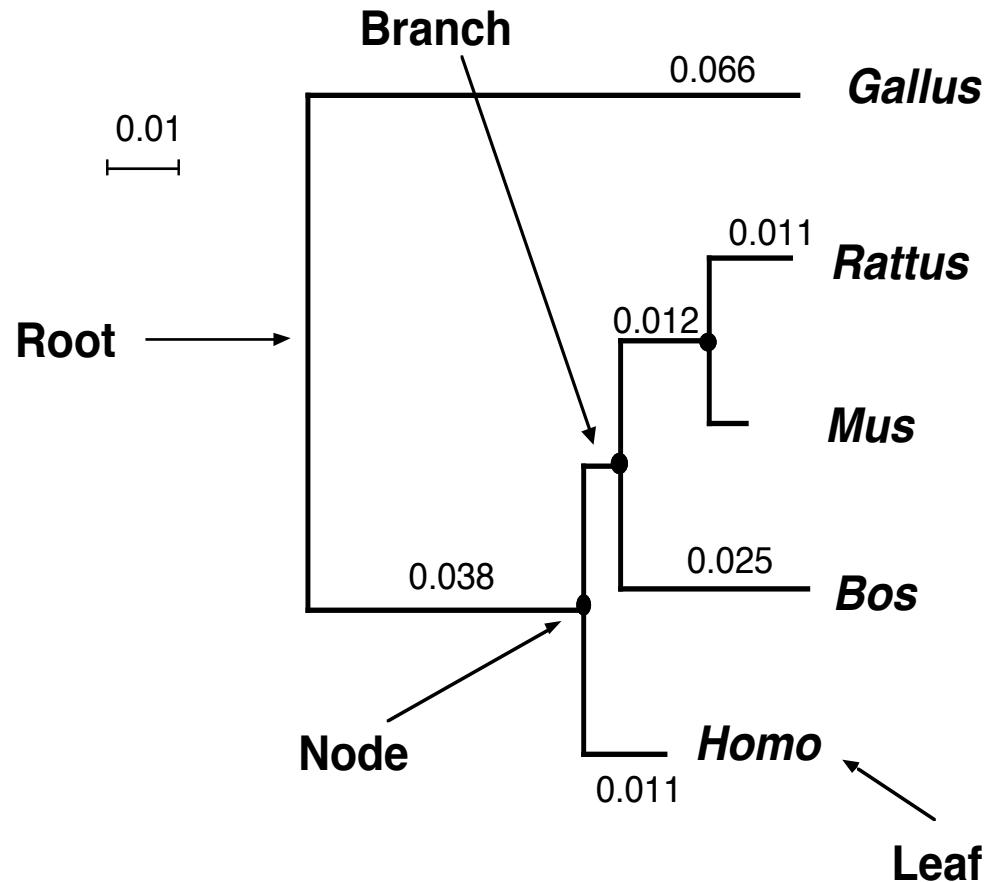 Branch
0.066
Gallus
0.01
0.011
Rattus
0.012
Root
Mus
0.025
Bos
0.038
Node
Homo
0.011
Leaf